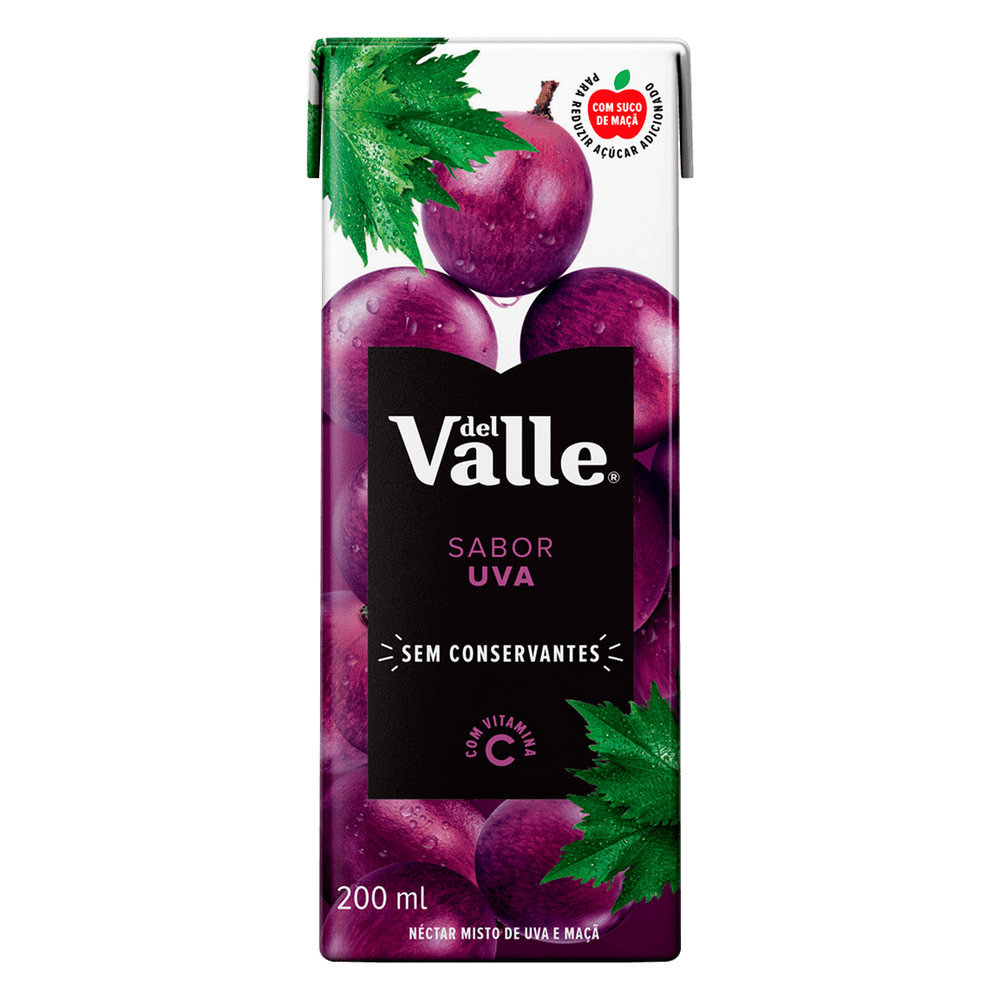 COM SUCO
DE MAÇÃ
PARA REDUZIR AÇÚCAR ADICIONADO
del
Valle®
SABOR
UVA
SEM CONSERVANTES
COM VITAMINA
C
200 ml
NÉCTAR MISTO DE UVA E MAÇÃ